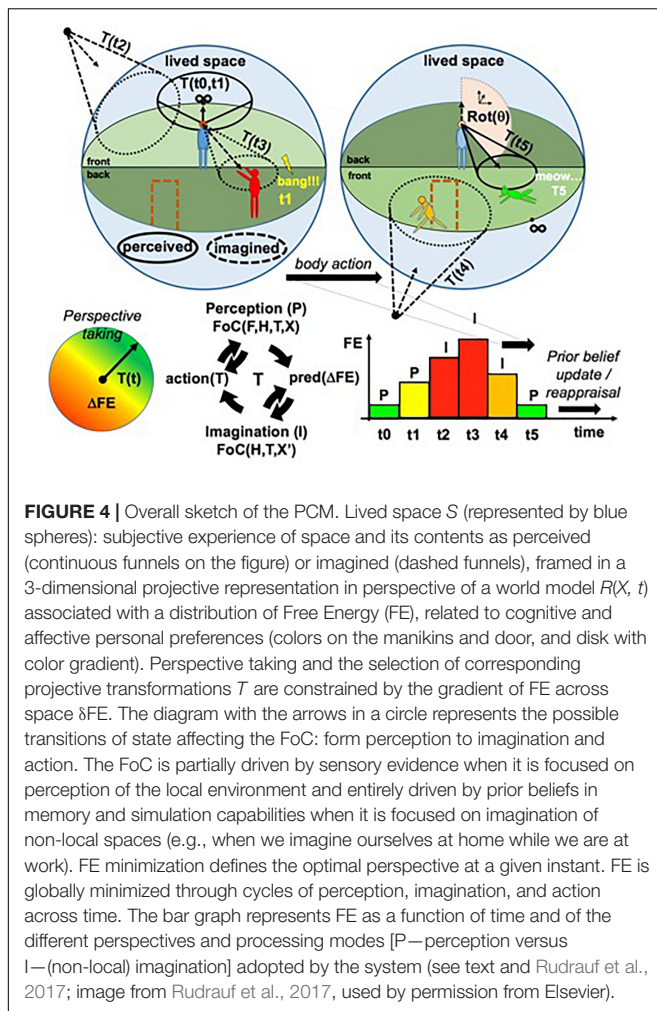 T(t2)
lived space
T(t0,t1)
∞
T(t3)
front
back
bang!!!
t1
perceived
imagined
lived space
Rot(θ)
T(t5)
back
front
meow...
T5
∞
T(t4)
body action
Perspective
taking
T(t)
ΔFE
Perception (P)
FoC(F,H,T,X)
action(T)
T
pred(ΔFE)
Imagination (I)
FoC(H,T,X')
FE
P
P
I
I
I
P
t0
t1
t2
t3
t4
t5
time
Prior belief
update /
reappraisal
FIGURE 4 | Overall sketch of the PCM. Lived space S (represented by blue
spheres): subjective experience of space and its contents as perceived
(continuous funnels on the figure) or imagined (dashed funnels), framed in a
3-dimensional projective representation in perspective of a world model R(X, t)
associated with a distribution of Free Energy (FE), related to cognitive and
affective personal preferences (colors on the manikins and door, and disk with
color gradient). Perspective taking and the selection of corresponding
projective transformations T are constrained by the gradient of FE across
space δFE. The diagram with the arrows in a circle represents the possible
transitions of state affecting the FoC: form perception to imagination and
action. The FoC is partially driven by sensory evidence when it is focused on
perception of the local environment and entirely driven by prior beliefs in
memory and simulation capabilities when it is focused on imagination of
non-local spaces (e.g., when we imagine ourselves at home while we are at
work). FE minimization defines the optimal perspective at a given instant. FE is
globally minimized through cycles of perception, imagination, and action
across time. The bar graph represents FE as a function of time and of the
different perspectives and processing modes [P—perception versus
I—(non-local) imagination] adopted by the system (see text and Rudrauf et al.,
2017; image from Rudrauf et al., 2017, used by permission from Elsevier).